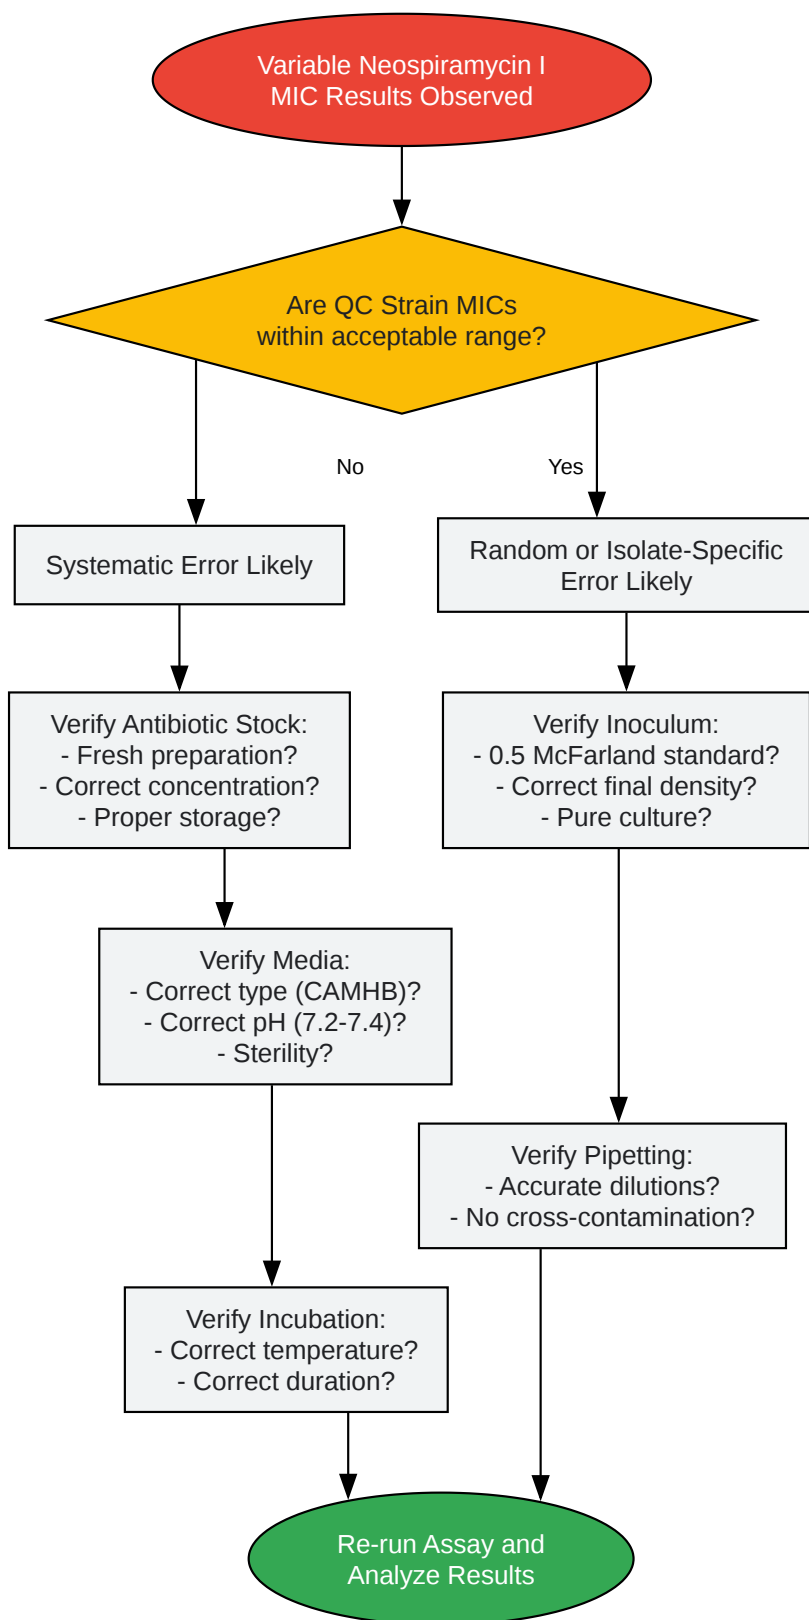 Variable Neospiramycin I
MIC Results Observed
Are QC Strain MICs
within acceptable range?
No
Yes
Systematic Error Likely
Random or Isolate-Specific
Error Likely
Verify Antibiotic Stock:
- Fresh preparation?
- Correct concentration?
- Proper storage?
Verify Inoculum:
- 0.5 McFarland standard?
- Correct final density?
- Pure culture?
Verify Media:
- Correct type (CAMHB)?
- Correct pH (7.2-7.4)?
- Sterility?
Verify Pipetting:
- Accurate dilutions?
- No cross-contamination?
Verify Incubation:
- Correct temperature?
- Correct duration?
Re-run Assay and
Analyze Results